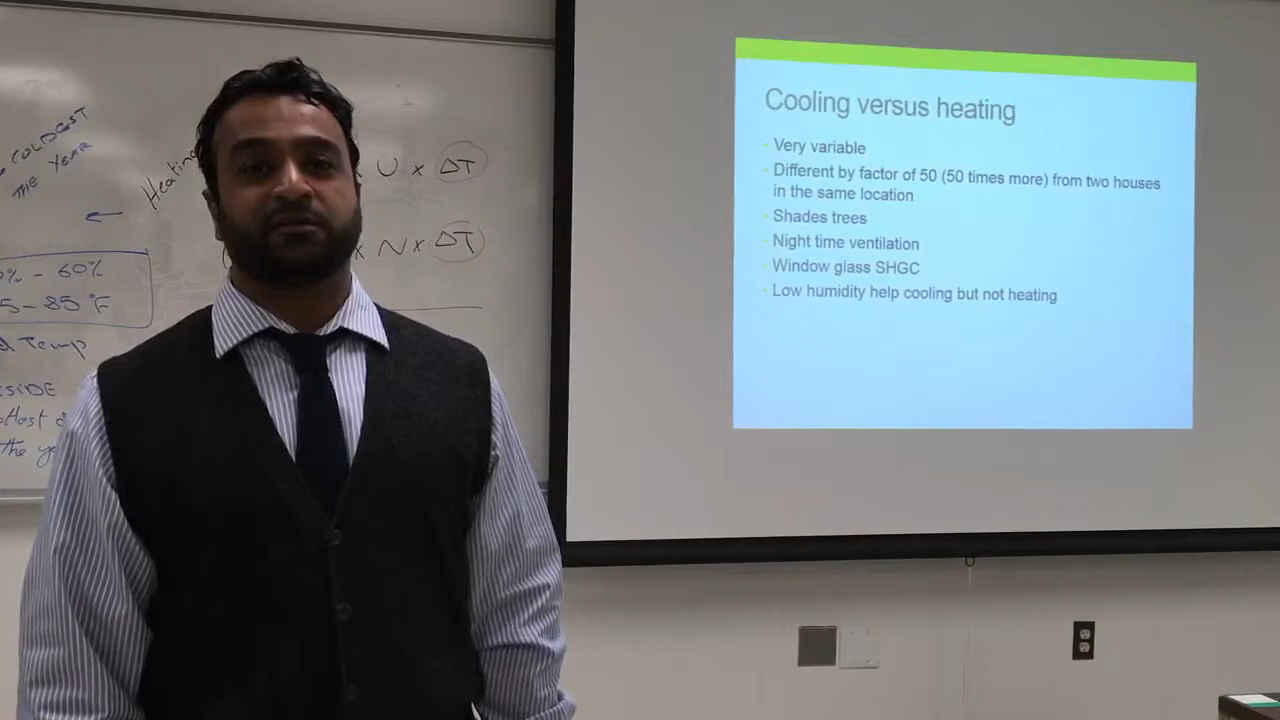 COLDEST
THE YEAR
Heating
U x ΔT
x N x ΔT
% - 60%
5 - 85 °F
Temp
the
Cooling versus heating
Very variable
Different by factor of 50 (50 times more) from two houses
in the same location
Shades trees
Night time ventilation
Window glass SHGC
Low humidity help cooling but not heating